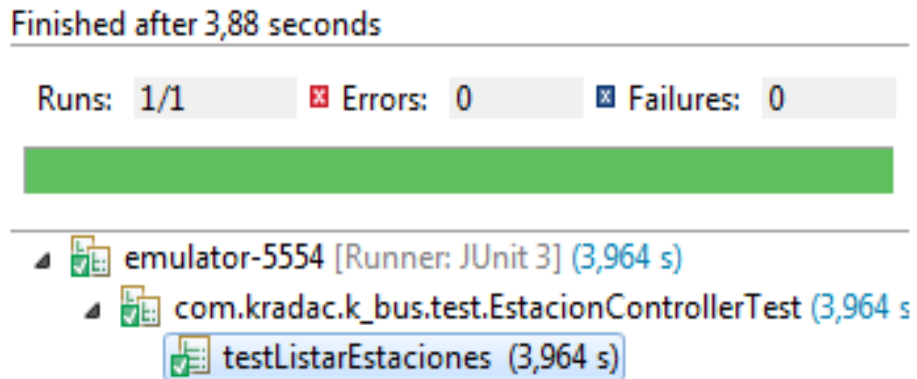 Finished after 3,88 seconds
Runs: 1/1 Errors: 0 Failures: 0
emulator-5554 [Runner: JUnit 3] (3,964 s)
com.kradac.k_bus.test.EstacionControllerTest (3,964 s
testListarEstaciones (3,964 s)